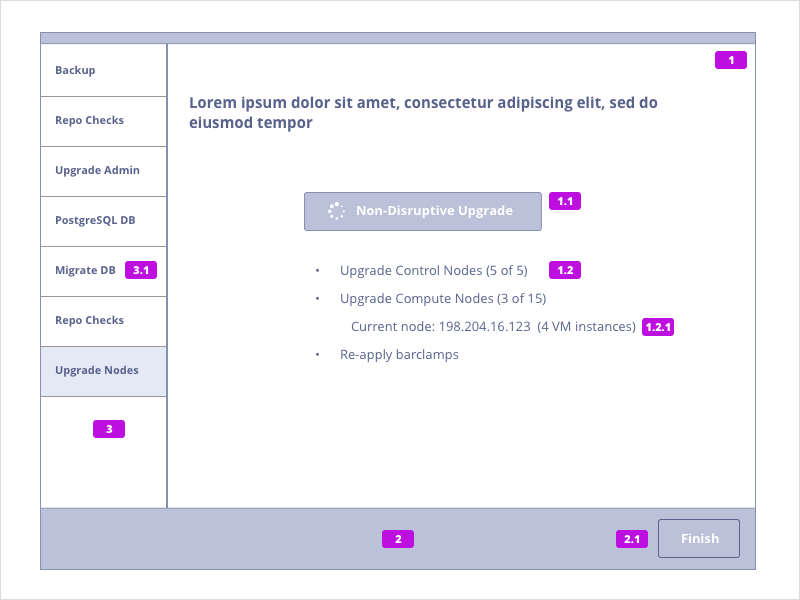 1
Backup
Lorem ipsum dolor sit amet, consectetur adipiscing elit, sed do
eiusmod tempor
Repo Checks
Upgrade Admin
PostgreSQL DB
Migrate DB 3.1
Repo Checks
Upgrade Nodes
3
Non-Disruptive Upgrade 1.1
• Upgrade Control Nodes (5 of 5) 1.2
• Upgrade Compute Nodes (3 of 15)
Current node: 198.204.16.123 (4 VM instances) 1.2.1
• Re-apply barclamps
2
2.1 Finish